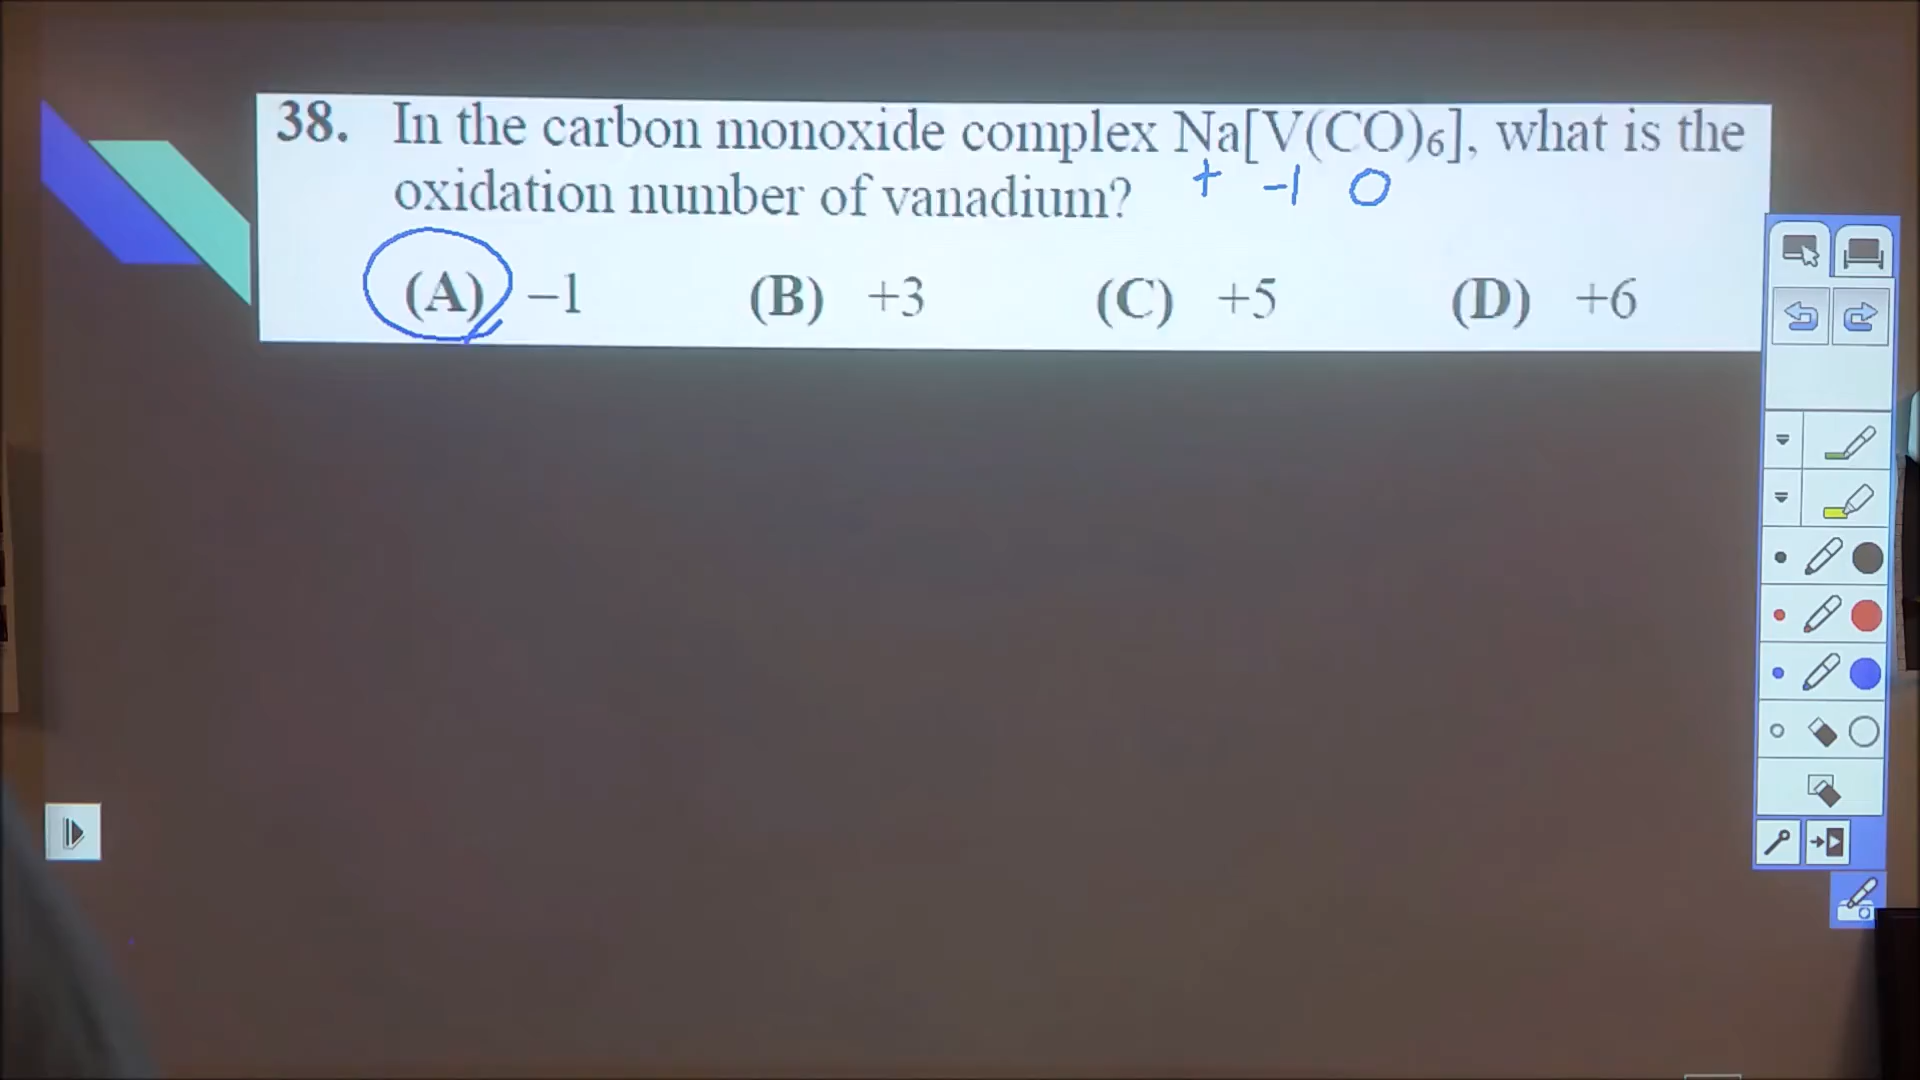 38. In the carbon monoxide complex Na[V(CO)₆], what is the
oxidation number of vanadium? + -1 0
(A) –1 (B) +3 (C) +5 (D) +6